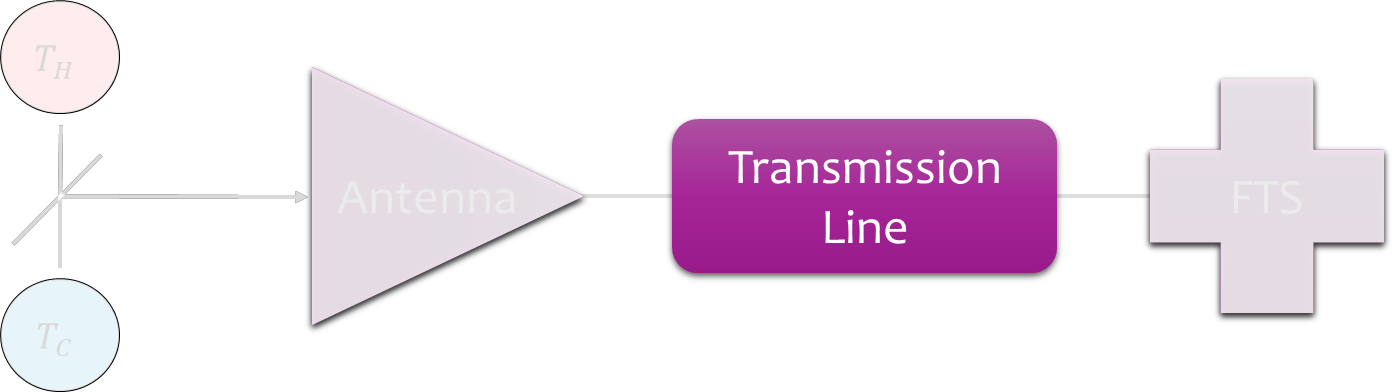 T_H
Antenna
Transmission
Line
FTS
T_C